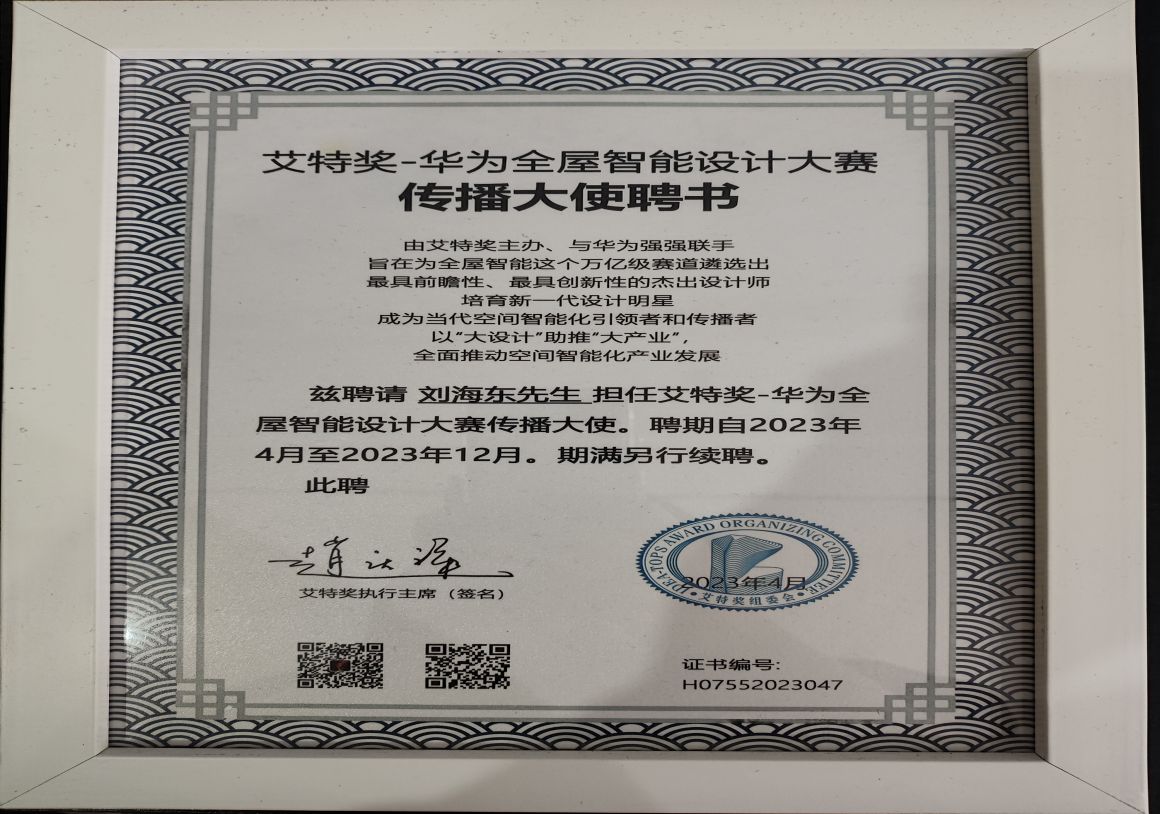 艾特奖-华为全屋智能设计大赛
传播大使聘书
由艾特奖主办、与华为强强联手
旨在为全屋智能这个万亿级赛道遴选出
最具前瞻性、最具创新性的杰出设计师
培育新一代设计明星
成为当代空间智能化引领者和传播者
以“大设计”助推“大产业”，
全面推动空间智能化产业发展
兹聘请 刘海东先生 担任艾特奖-华为全
屋智能设计大赛传播大使。聘期自2023年
4月至2023年12月。期满另行续聘。
此聘
IDEA-TOPS AWARD ORGANIZING COMMITTEE
2023年4月
艾特奖组委会
艾特奖执行主席（签名）
证书编号:
H07552023047